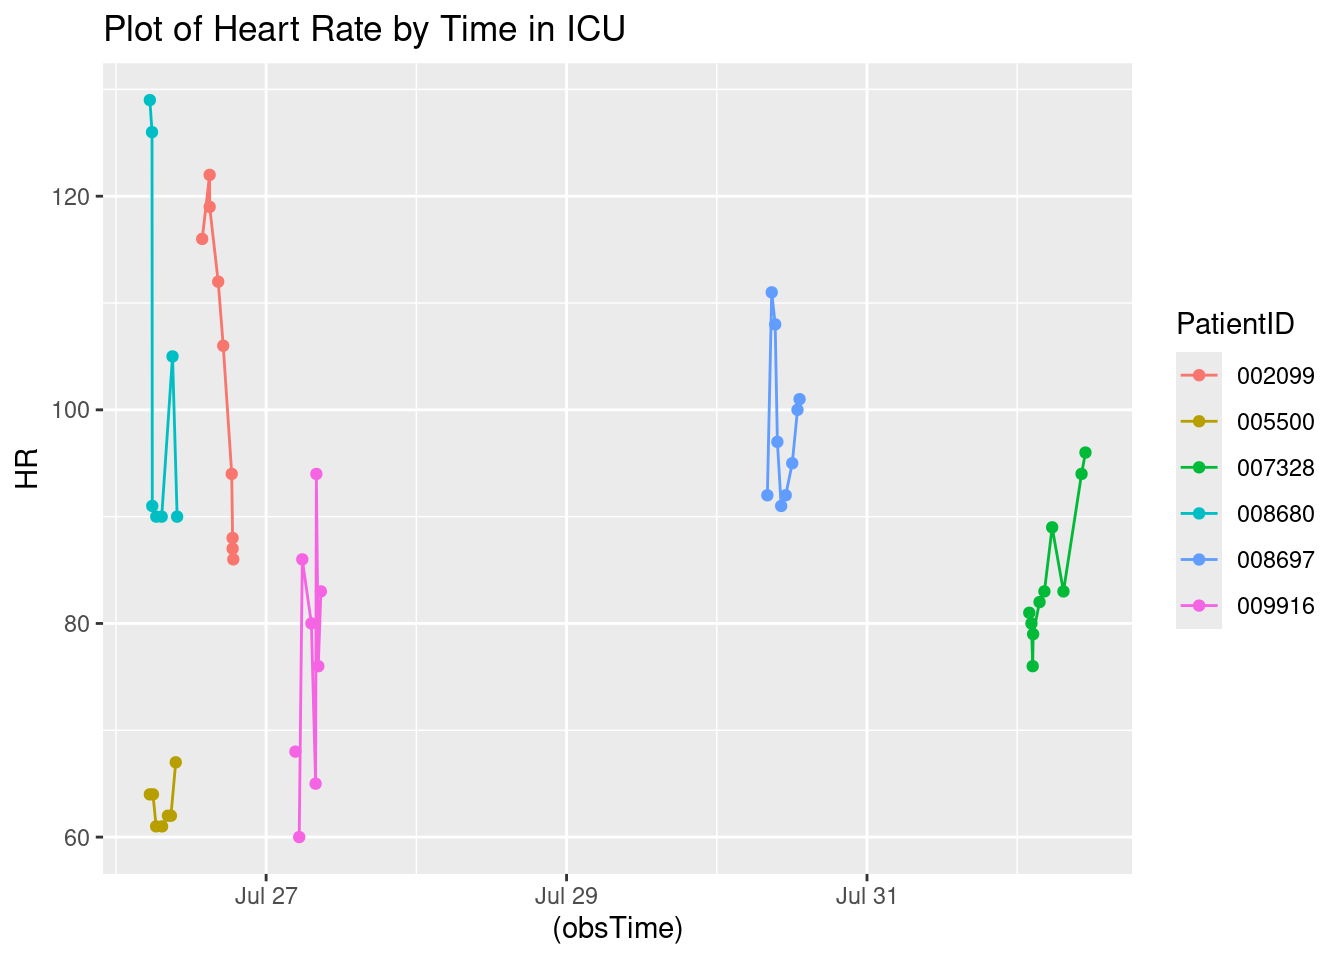 Plot of Heart Rate by Time in ICU
120
100
80
60
HR
Jul 27
Jul 29
Jul 31
(obsTime)
PatientID
002099
005500
007328
008680
008697
009916